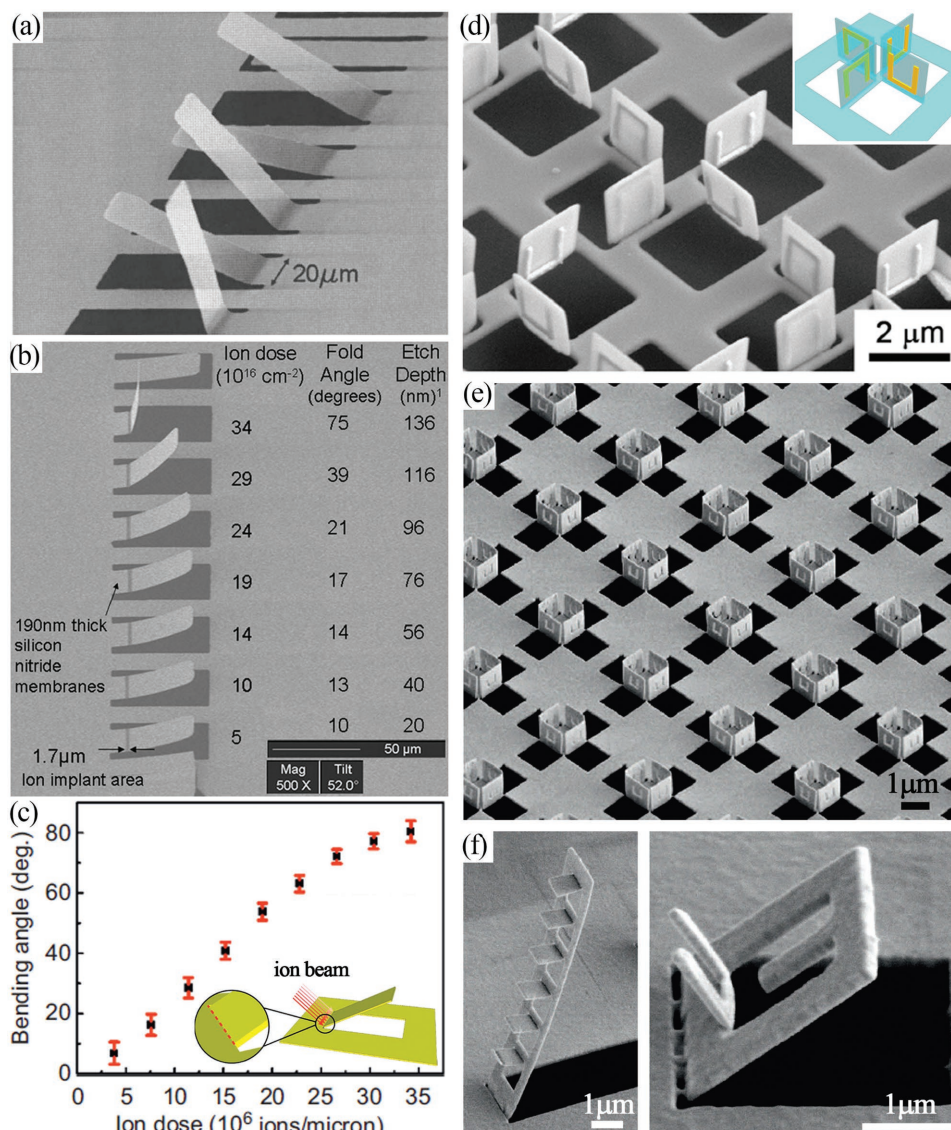 (a)
20μm
(b)
Ion dose Fold Etch
(10¹⁶ cm⁻²) Angle Depth
(degrees) (nm)¹
34 75 136
29 39 116
24 21 96
19 17 76
14 14 56
10 13 40
5 10 20
190nm thick
silicon
nitride
membranes
1.7μm
Ion implant area
50 μm
Mag Tilt
500 X 52.0°
(c)
Bending angle (deg.)
80
60
40
20
0
ion beam
0 5 10 15 20 25 30 35
Ion dose (10⁶ ions/micron)
(d)
2 μm
(e)
1μm
(f)
1μm
1μm